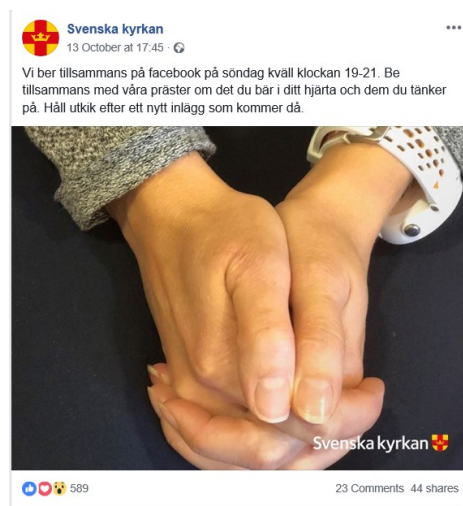 Svenska kyrkan
13 October at 17:45 ·
Vi ber tillsammans på facebook på söndag kväll klockan 19-21. Be
tillsammans med våra präster om det du bär i ditt hjärta och dem du tänker
på. Håll utkik efter ett nytt inlägg som kommer då.
Svenska kyrkan
589
23 Comments 44 shares